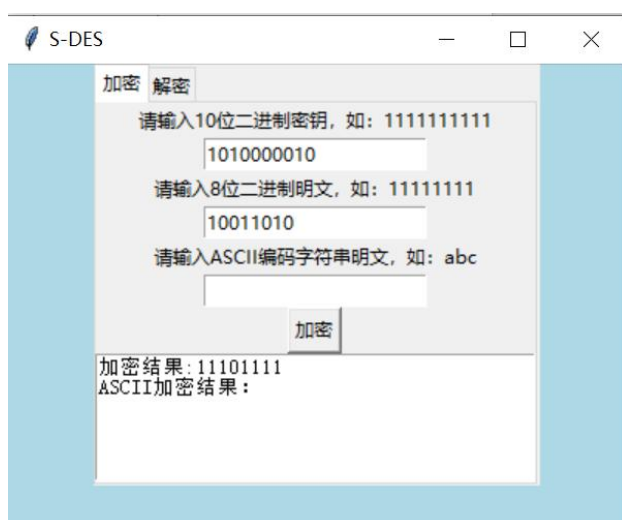 S-DES
加密 解密
请输入10位二进制密钥，如：1111111111
1010000010
请输入8位二进制明文，如：11111111
10011010
请输入ASCII编码字符串明文，如：abc
加密
加密结果:11101111
ASCII加密结果：